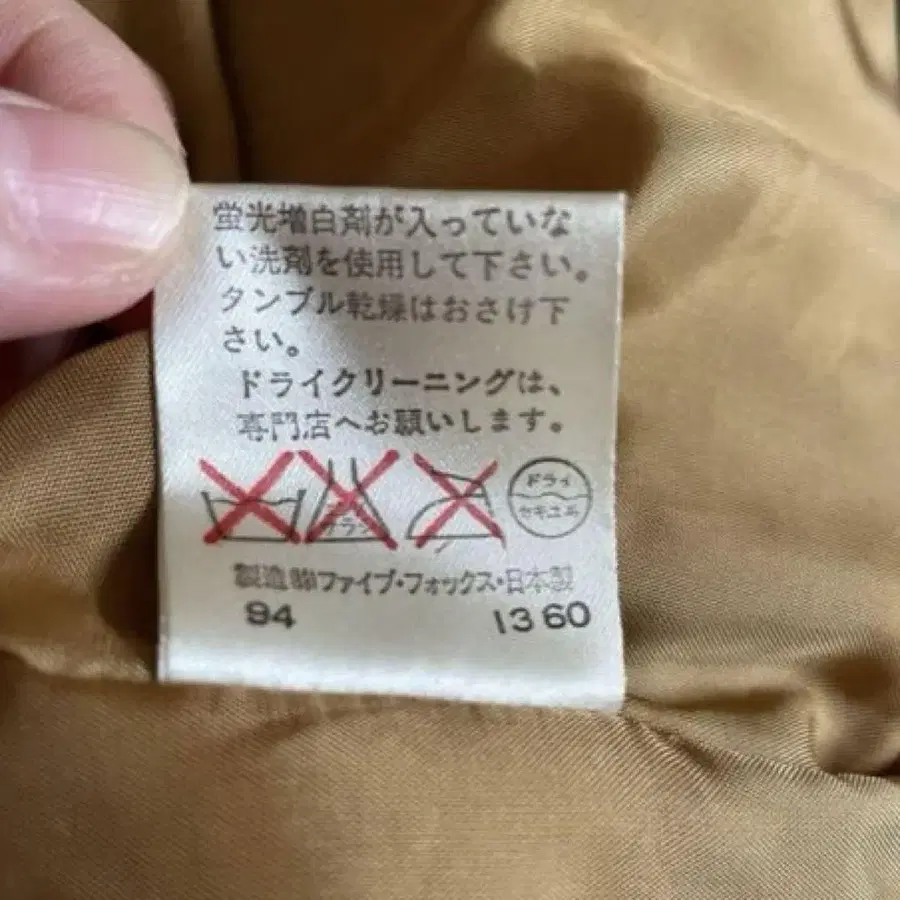 蛍光増白剤が入っていな
い洗剤を使用して下さい。
タンブル乾燥はおさけ下
さい。
ドライクリーニングは、
専門店へお願いします。
ドライ
セキユ系
製造㈱ファイブ・フォックス・日本製
94 1360